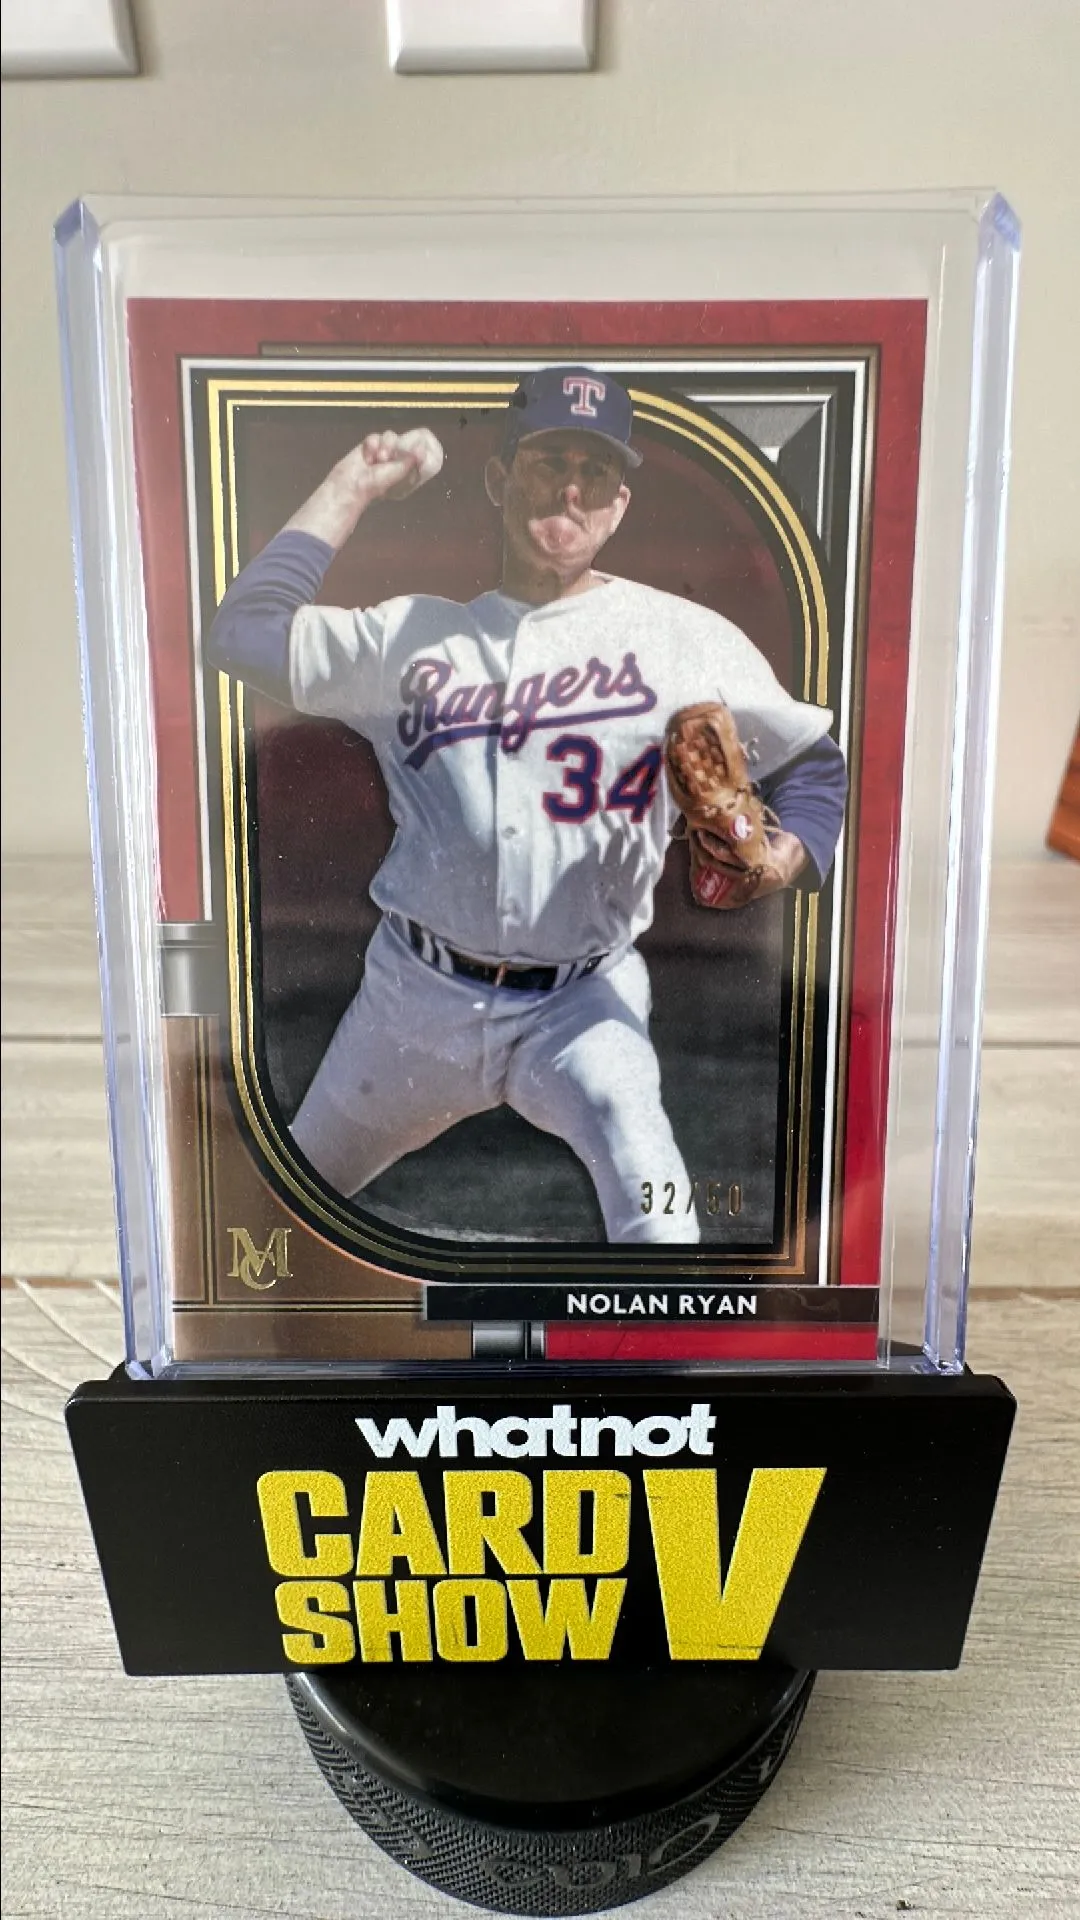 T
Rangers
34
32/50
MC
NOLAN RYAN
whatnot
CARD
SHOW V